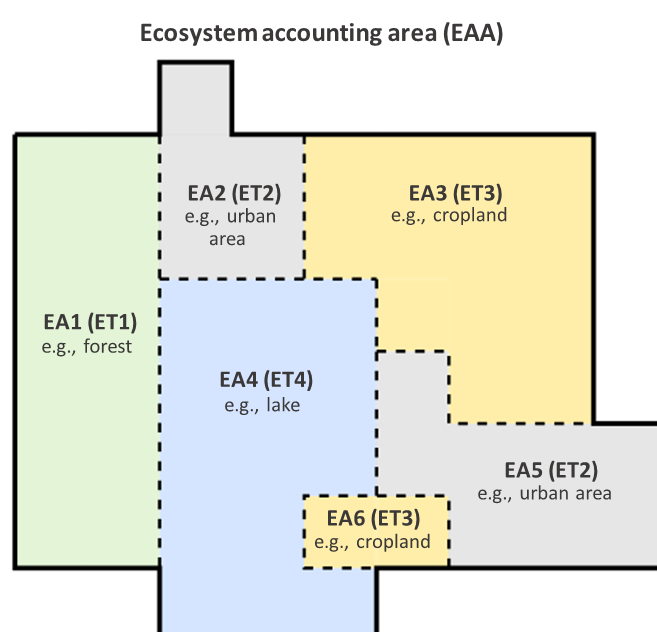 Ecosystem accounting area (EAA)
EA2 (ET2)
e.g., urban
area
EA3 (ET3)
e.g., cropland
EA1 (ET1)
e.g., forest
EA4 (ET4)
e.g., lake
EA5 (ET2)
e.g., urban area
EA6 (ET3)
e.g., cropland